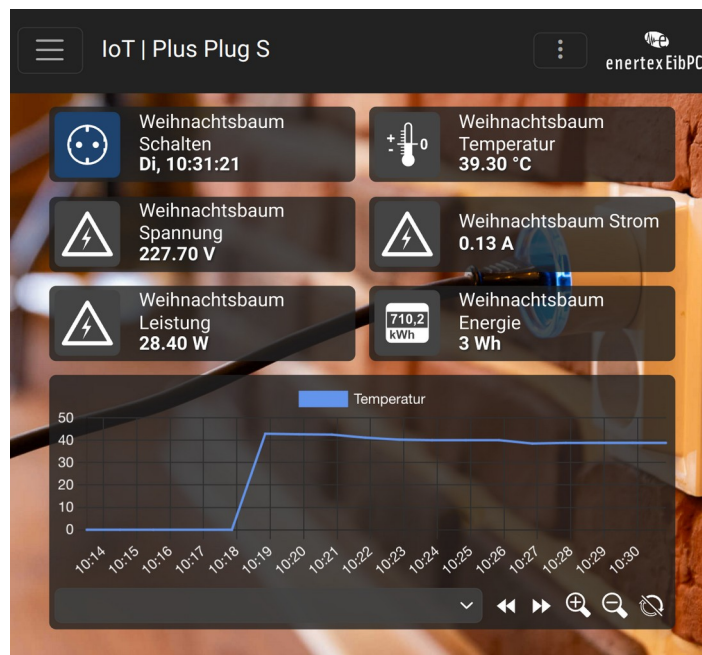 IoT | Plus Plug S
enertex EibPC
Weihnachtsbaum
Schalten
Di, 10:31:21
Weihnachtsbaum
Temperatur
39.30 °C
+
-
0
Weihnachtsbaum
Spannung
227.70 V
Weihnachtsbaum Strom
0.13 A
Weihnachtsbaum
Leistung
28.40 W
710,2
kWh
Weihnachtsbaum
Energie
3 Wh
Temperatur
50
40
30
20
10
0
10:14
10:15
10:16
10:17
10:18
10:19
10:20
10:21
10:22
10:23
10:24
10:25
10:26
10:27
10:28
10:29
10:30